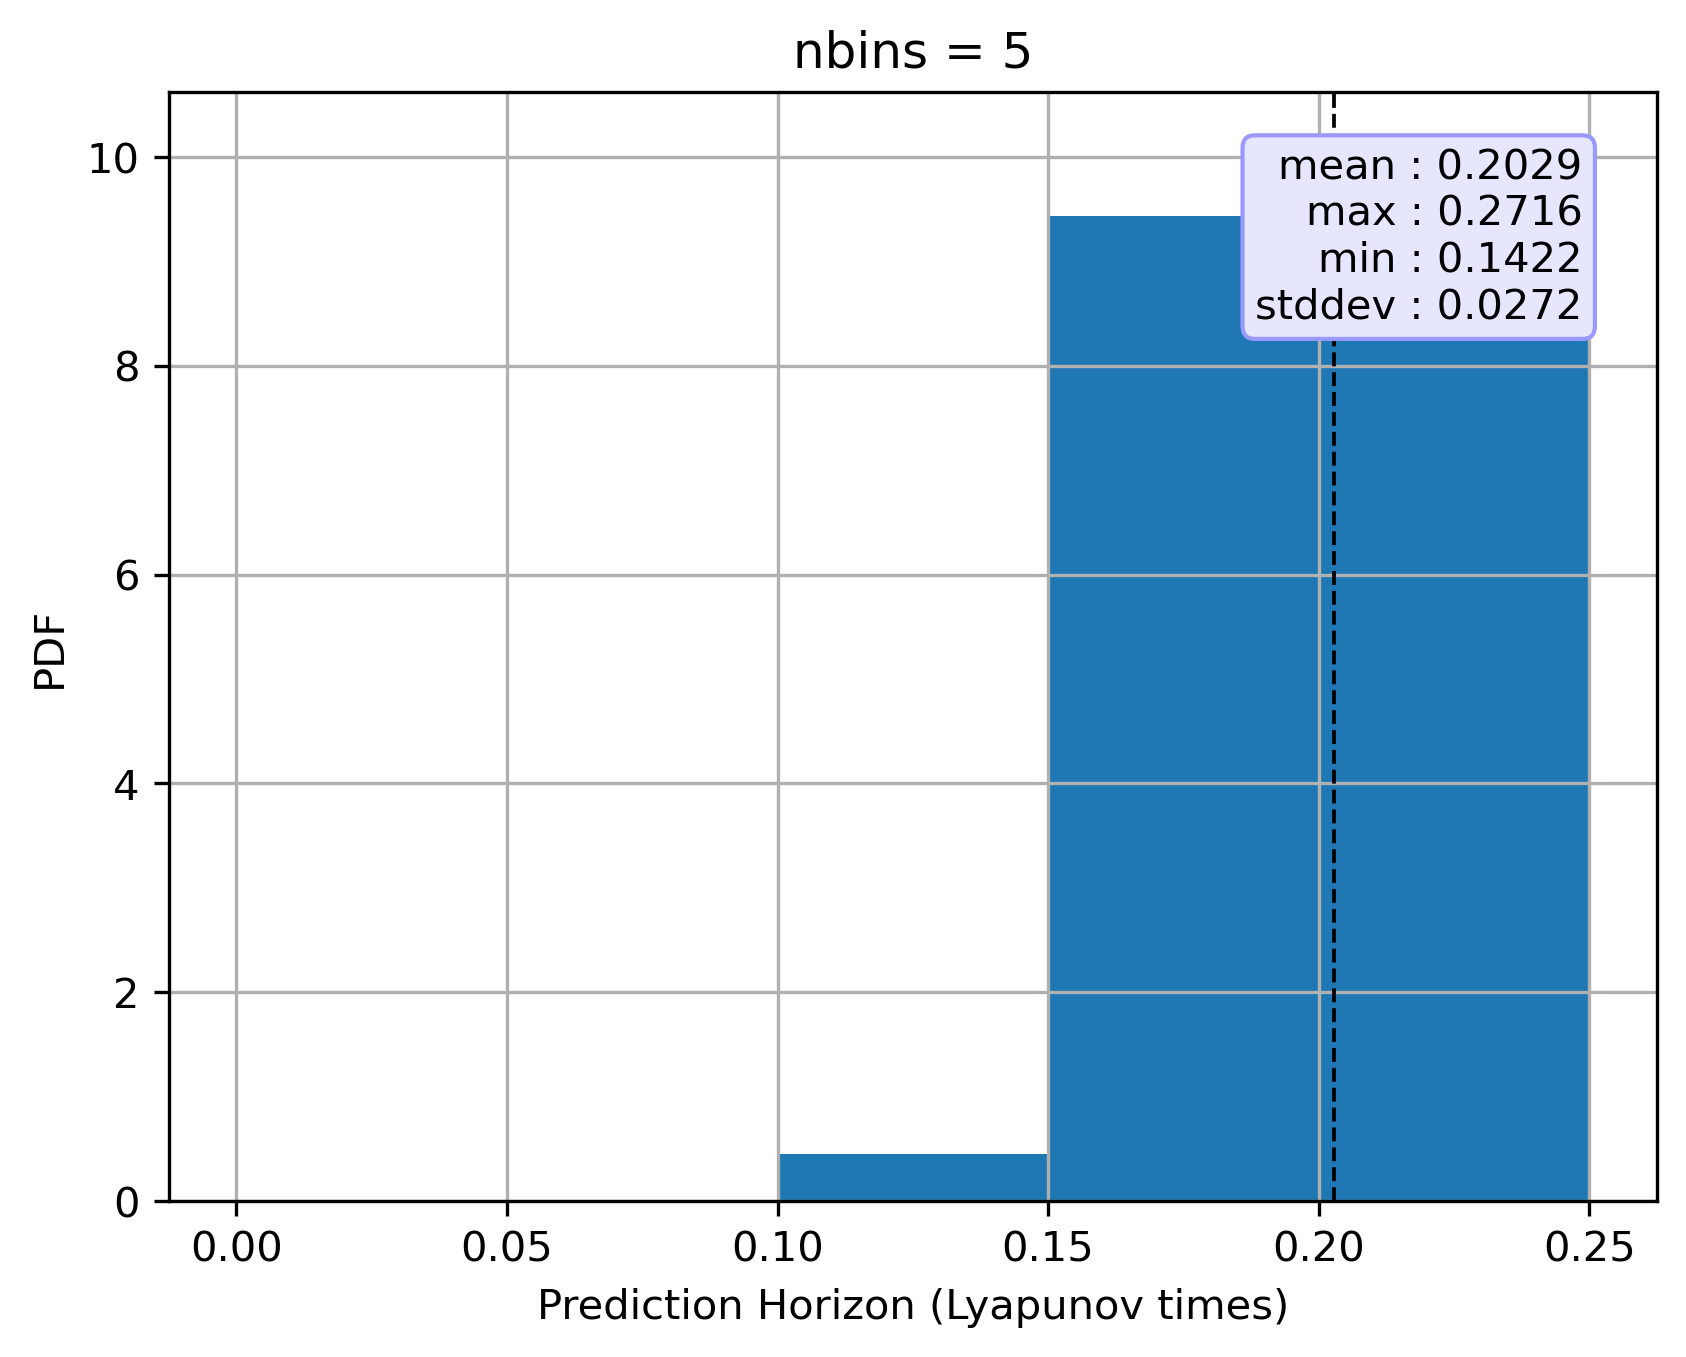 nbins = 5
10
8
6
4
2
0
PDF
mean : 0.2029
max : 0.2716
min : 0.1422
stddev : 0.0272
0.00 0.05 0.10 0.15 0.20 0.25
Prediction Horizon (Lyapunov times)